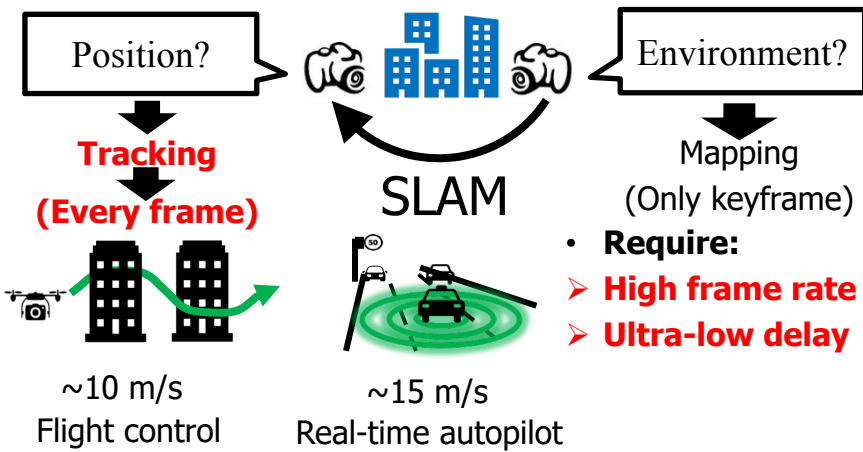 Position?
Environment?
Tracking
(Every frame)
SLAM
Mapping
(Only keyframe)
• Require:
➢ High frame rate
➢ Ultra-low delay
50
~10 m/s
Flight control
~15 m/s
Real-time autopilot